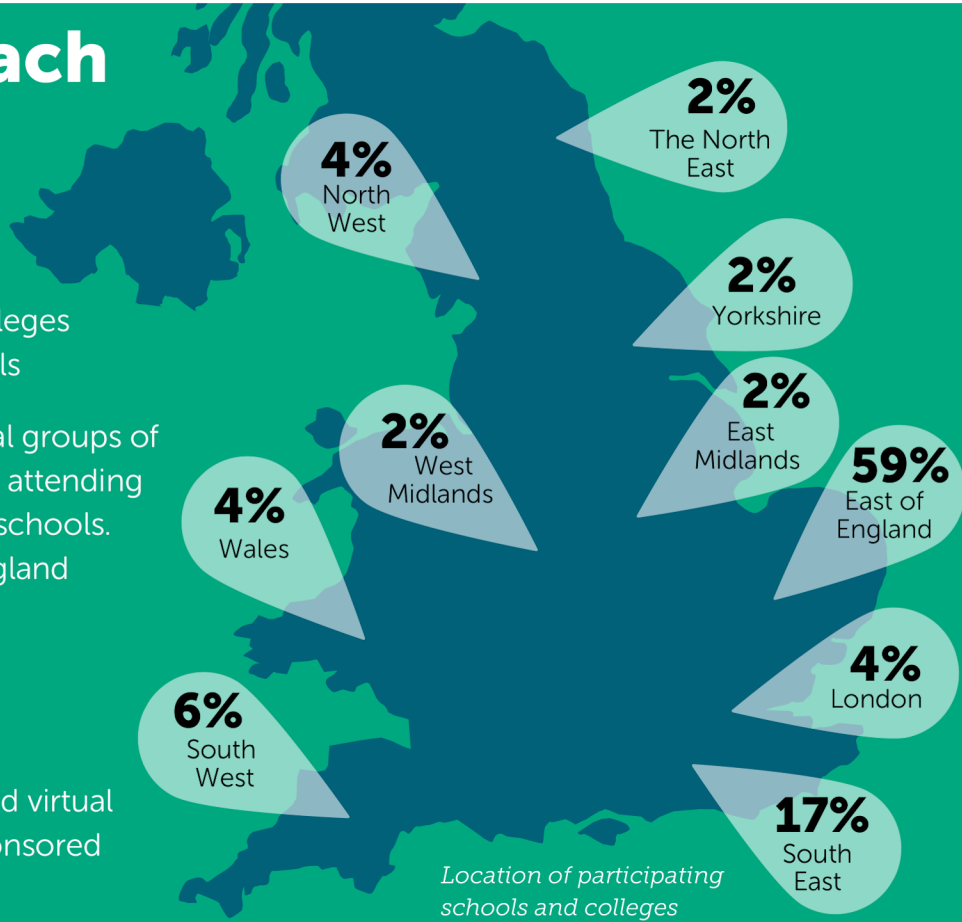 ach
2%
The North
East
4%
North
West
2%
Yorkshire
leges
ls
2%
East
Midlands
al groups of
attending
schools.
gland
2%
West
Midlands
59%
East of
England
4%
Wales
4%
London
6%
South
West
d virtual
onsored
17%
South
East
Location of participating
schools and colleges